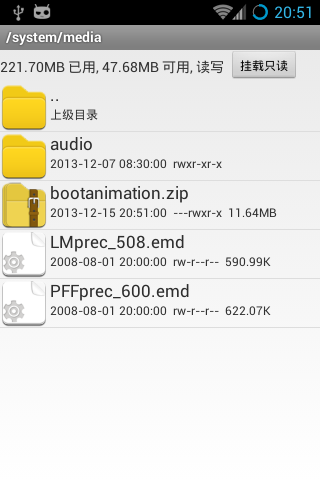 20:51
/system/media
221.70MB 已用, 47.68MB 可用, 读写 挂载只读
..
上级目录
audio
2013-12-07 08:30:00 rwxr-xr-x
bootanimation.zip
2013-12-15 20:51:00 ---rwxr-x 11.64MB
LMprec_508.emd
2008-08-01 20:00:00 rw-r--r-- 590.99K
PFFprec_600.emd
2008-08-01 20:00:00 rw-r--r-- 622.07K